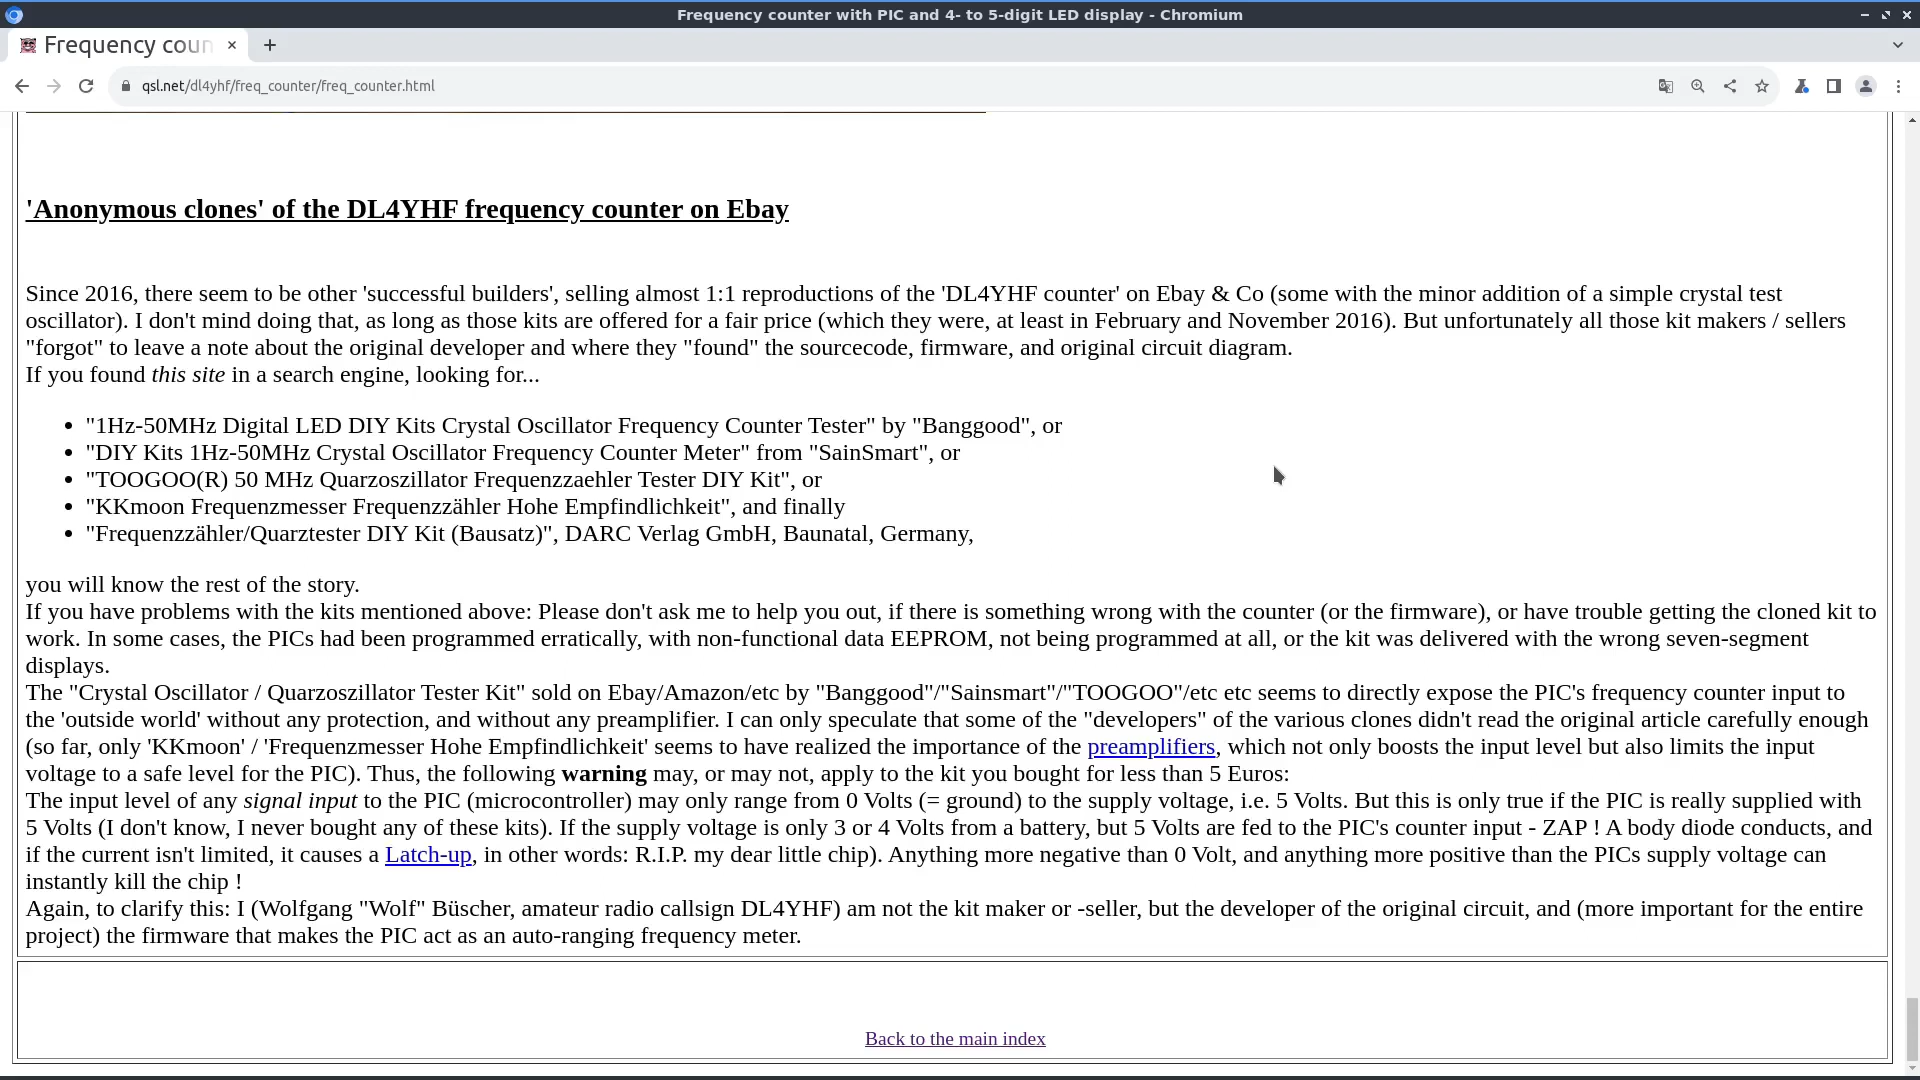 Frequency counter with PIC and 4- to 5-digit LED display - Chromium
Frequency coun
qsl.net/dl4yhf/freq_counter/freq_counter.html
'Anonymous clones' of the DL4YHF frequency counter on Ebay
Since 2016, there seem to be other 'successful builders', selling almost 1:1 reproductions of the 'DL4YHF counter' on Ebay & Co (some with the minor addition of a simple crystal test
oscillator). I don't mind doing that, as long as those kits are offered for a fair price (which they were, at least in February and November 2016). But unfortunately all those kit makers / sellers
"forgot" to leave a note about the original developer and where they "found" the sourcecode, firmware, and original circuit diagram.
If you found this site in a search engine, looking for...
• "1Hz-50MHz Digital LED DIY Kits Crystal Oscillator Frequency Counter Tester" by "Banggood", or
• "DIY Kits 1Hz-50MHz Crystal Oscillator Frequency Counter Meter" from "SainSmart", or
• "TOOGOO(R) 50 MHz Quarzoszillator Frequenzzaehler Tester DIY Kit", or
• "KKmoon Frequenzmesser Frequenzzähler Hohe Empfindlichkeit", and finally
• "Frequenzzähler/Quarztester DIY Kit (Bausatz)", DARC Verlag GmbH, Baunatal, Germany,
you will know the rest of the story.
If you have problems with the kits mentioned above: Please don't ask me to help you out, if there is something wrong with the counter (or the firmware), or have trouble getting the cloned kit to
work. In some cases, the PICs had been programmed erratically, with non-functional data EEPROM, not being programmed at all, or the kit was delivered with the wrong seven-segment
displays.
The "Crystal Oscillator / Quarzoszillator Tester Kit" sold on Ebay/Amazon/etc by "Banggood"/"Sainsmart"/"TOOGOO"/etc etc seems to directly expose the PIC's frequency counter input to
the 'outside world' without any protection, and without any preamplifier. I can only speculate that some of the "developers" of the various clones didn't read the original article carefully enough
(so far, only 'KKmoon' / 'Frequenzmesser Hohe Empfindlichkeit' seems to have realized the importance of the preamplifiers, which not only boosts the input level but also limits the input
voltage to a safe level for the PIC). Thus, the following warning may, or may not, apply to the kit you bought for less than 5 Euros:
The input level of any signal input to the PIC (microcontroller) may only range from 0 Volts (= ground) to the supply voltage, i.e. 5 Volts. But this is only true if the PIC is really supplied with
5 Volts (I don't know, I never bought any of these kits). If the supply voltage is only 3 or 4 Volts from a battery, but 5 Volts are fed to the PIC's counter input - ZAP ! A body diode conducts, and
if the current isn't limited, it causes a Latch-up, in other words: R.I.P. my dear little chip). Anything more negative than 0 Volt, and anything more positive than the PICs supply voltage can
instantly kill the chip !
Again, to clarify this: I (Wolfgang "Wolf" Büscher, amateur radio callsign DL4YHF) am not the kit maker or -seller, but the developer of the original circuit, and (more important for the entire
project) the firmware that makes the PIC act as an auto-ranging frequency meter.
Back to the main index